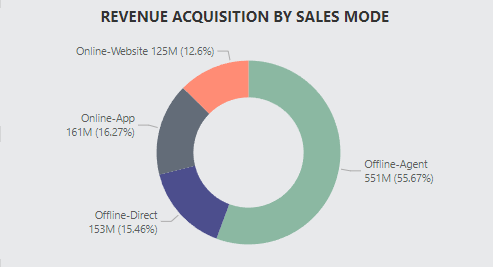 REVENUE ACQUISITION BY SALES MODE
Online-Website 125M (12.6%)
Online-App
161M (16.27%)
Offline-Agent
551M (55.67%)
Offline-Direct
153M (15.46%)